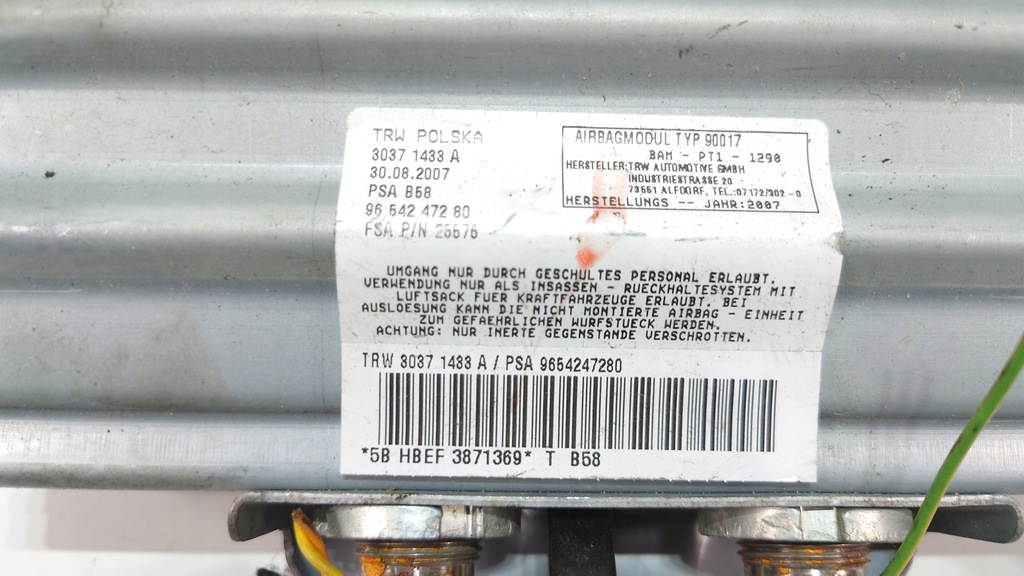 TRW POLSKA
3037 1433 A
30.08.2007
PSA B58
96 542 472 80
FSA P/N 26676
AIRBAGMODUL TYP 90017
BAM - PT1 - 1290
HERSTELLER:TRW AUTOMOTIVE GMBH
INDUSTRIESTRASSE 20
73551 ALFDORF, TEL.:07172/302-0
HERSTELLUNGS -- JAHR:2007
UMGANG NUR DURCH GESCHULTES PERSONAL ERLAUBT.
VERWENDUNG NUR ALS INSASSEN - RUECKHALTESYSTEM MIT
LUFTSACK FUER KRAFTFAHRZEUGE ERLAUBT. BEI
AUSLOESUNG KANN DIE NICHT MONTIERTE AIRBAG - EINHEIT
ZUM GEFAEHRLICHEN WURFSTUECK WERDEN.
ACHTUNG: NUR INERTE GEGENSTANDE VERSCHROTTEN.
TRW 3037 1433 A / PSA 9654247280
*5B HBEF 3871369* T B58